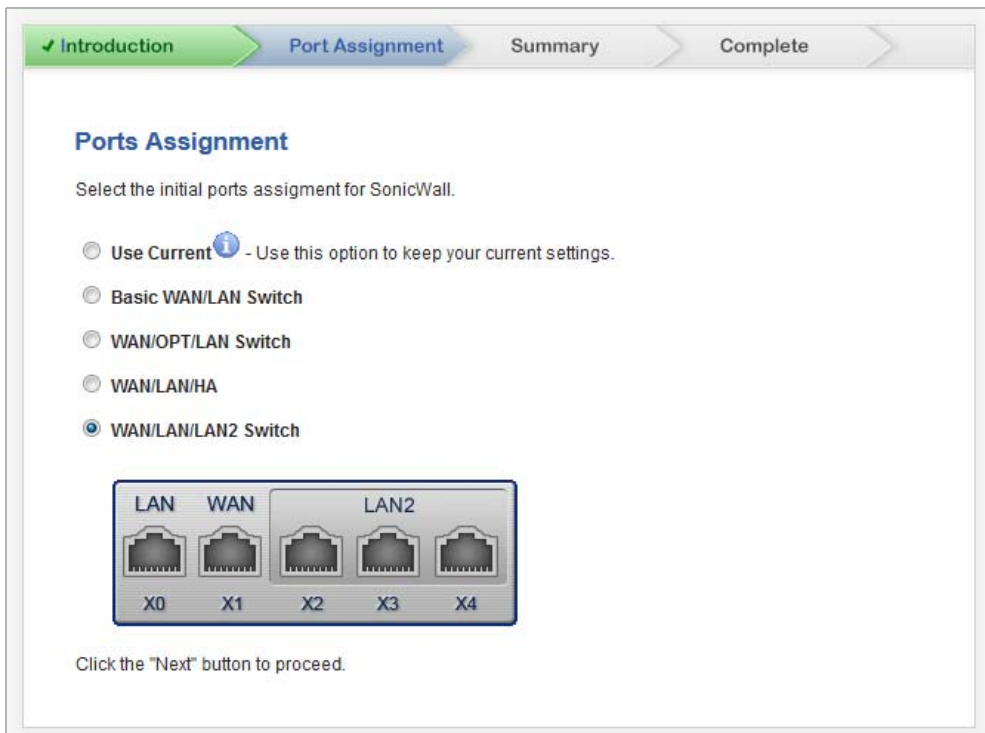 ✔ Introduction Port Assignment Summary Complete
Ports Assignment
Select the initial ports assigment for SonicWall.
Use Current i - Use this option to keep your current settings.
Basic WAN/LAN Switch
WAN/OPT/LAN Switch
WAN/LAN/HA
WAN/LAN/LAN2 Switch
LAN WAN LAN2
X0 X1 X2 X3 X4
Click the "Next" button to proceed.